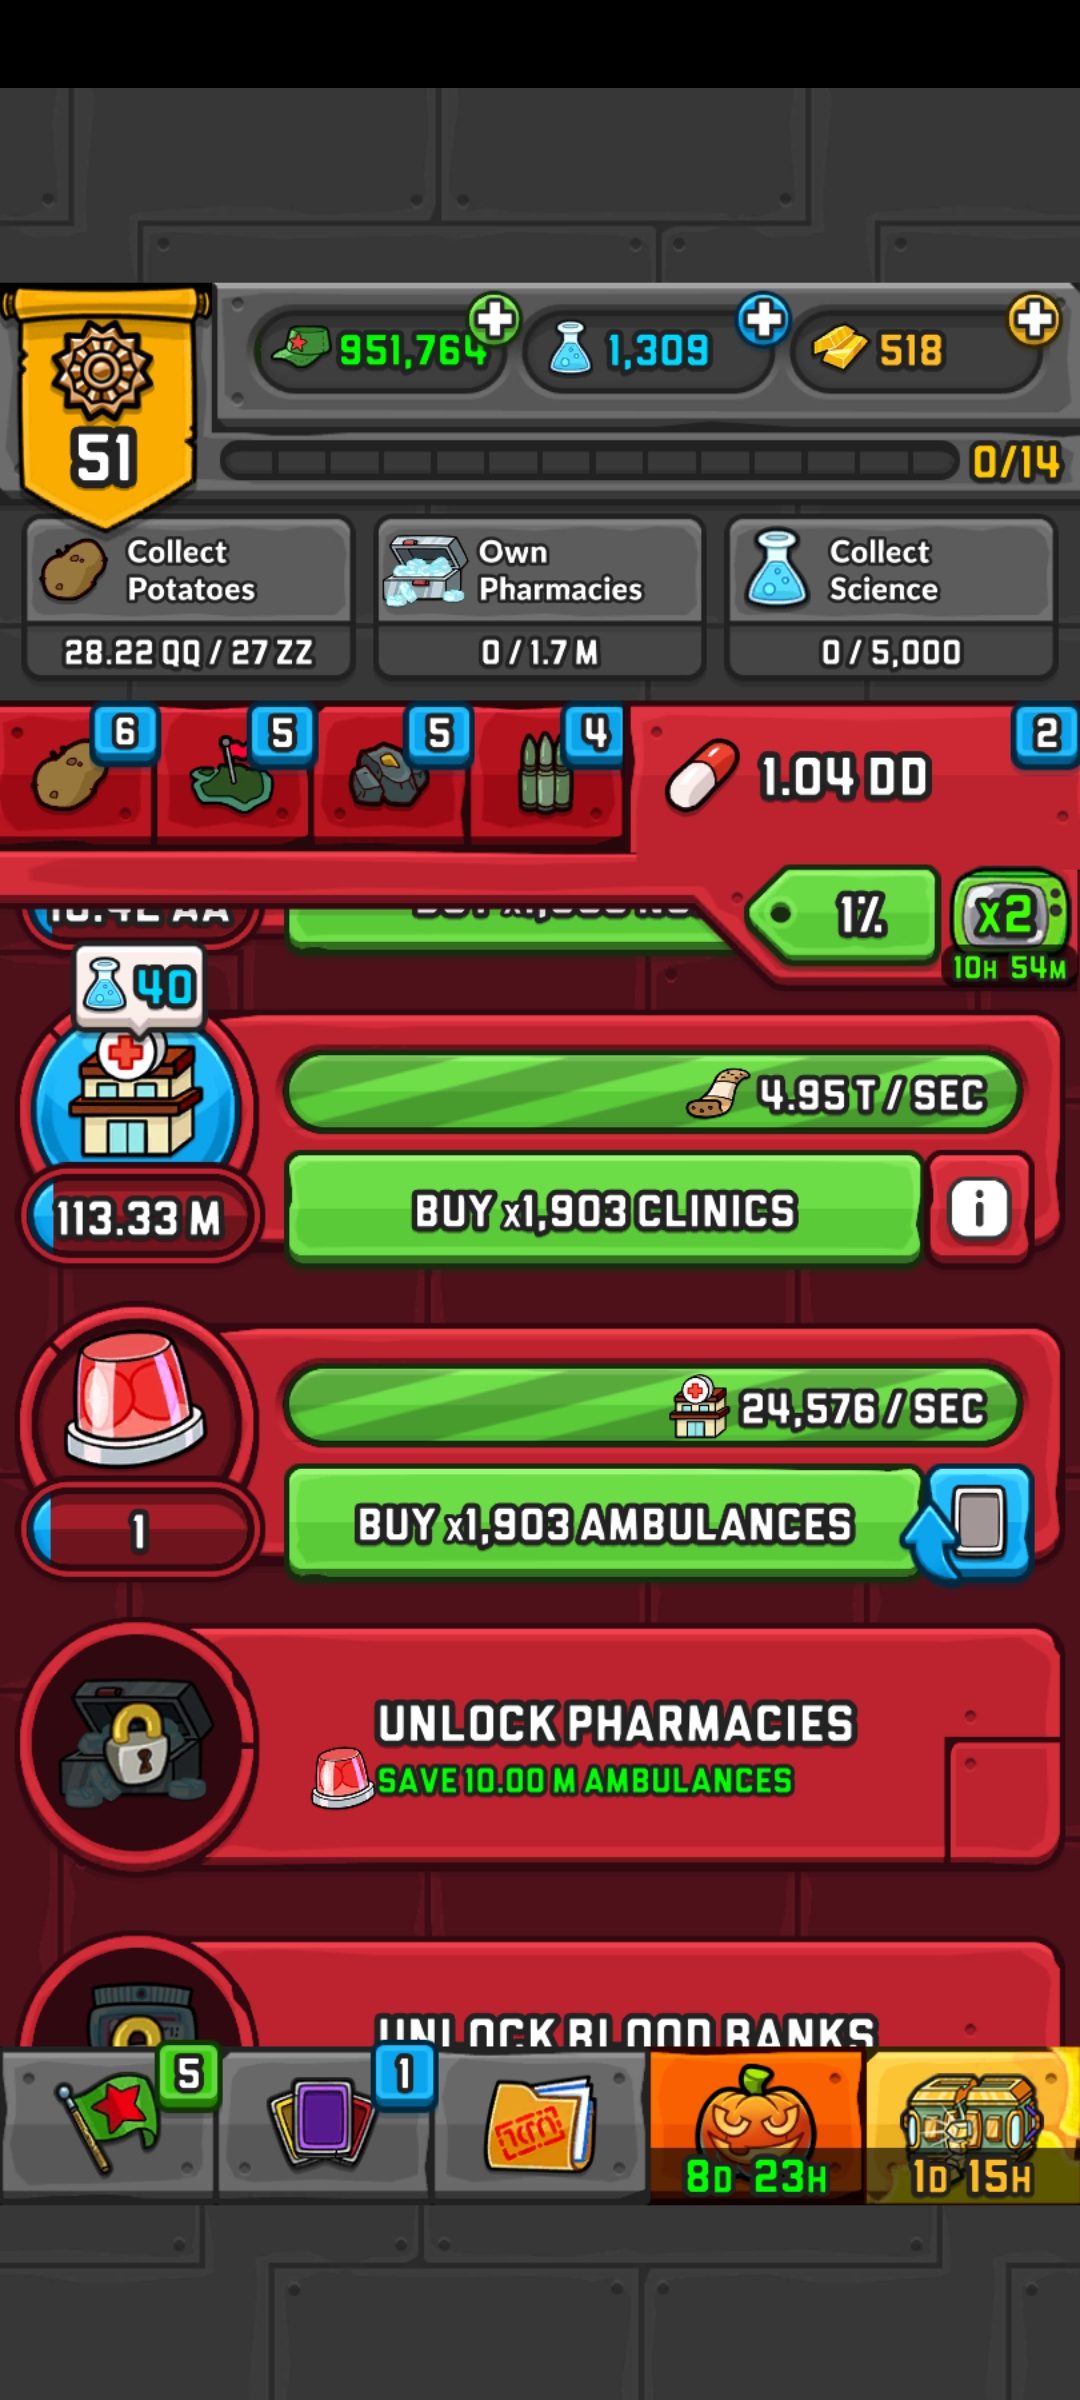 951,764
1,309
518
51
0/14
Collect
Potatoes
Own
Pharmacies
Collect
Science
28.22 QQ / 27 ZZ
0 / 1.7 M
0 / 5,000
6
5
5
4
1.04 DD
2
1%
x2
10H 54M
40
4.95 T / SEC
113.33 M
BUY x1,903 CLINICS
i
24,576 / SEC
1
BUY x1,903 AMBULANCES
UNLOCK PHARMACIES
SAVE 10.00 M AMBULANCES
UNLOCK BLOOD BANKS
5
1
8D 23H
1D 15H